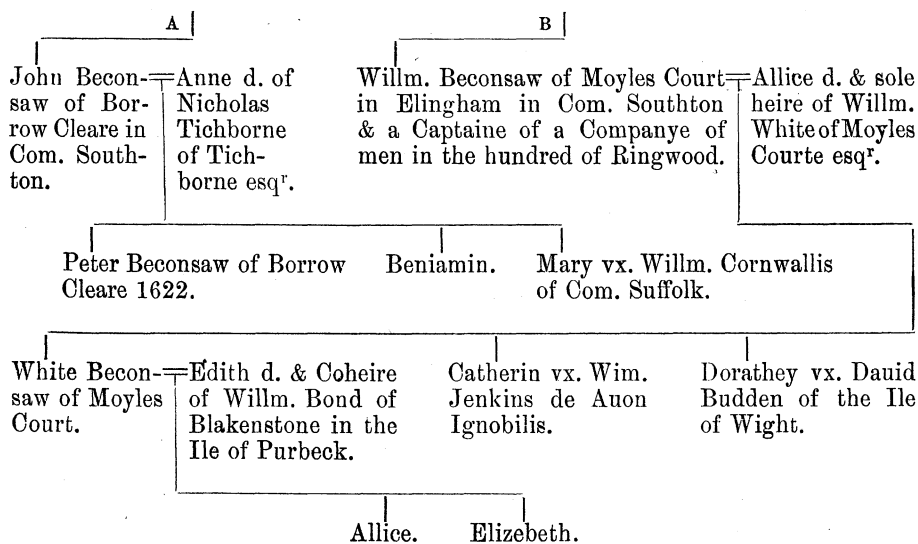 A
B
John Becon-
saw of Bor-
row Cleare in
Com. South-
ton.
Anne d. of
Nicholas
Tichborne
of Tich-
borne esqr.
Willm. Beconsaw of Moyles Court
in Elingham in Com. Southton
& a Captaine of a Companye of
men in the hundred of Ringwood.
Allice d. & sole
heire of Willm.
White of Moyles
Courte esqr.
Peter Beconsaw of Borrow
Cleare 1622.
Beniamin.
Mary vx. Willm. Cornwallis
of Com. Suffolk.
White Becon-
saw of Moyles
Court.
Edith d. & Coheire
of Willm. Bond of
Blakenstone in the
Ile of Purbeck.
Catherin vx. Wim.
Jenkins de Auon
Ignobilis.
Dorathey vx. Dauid
Budden of the Ile
of Wight.
Allice.
Elizebeth.